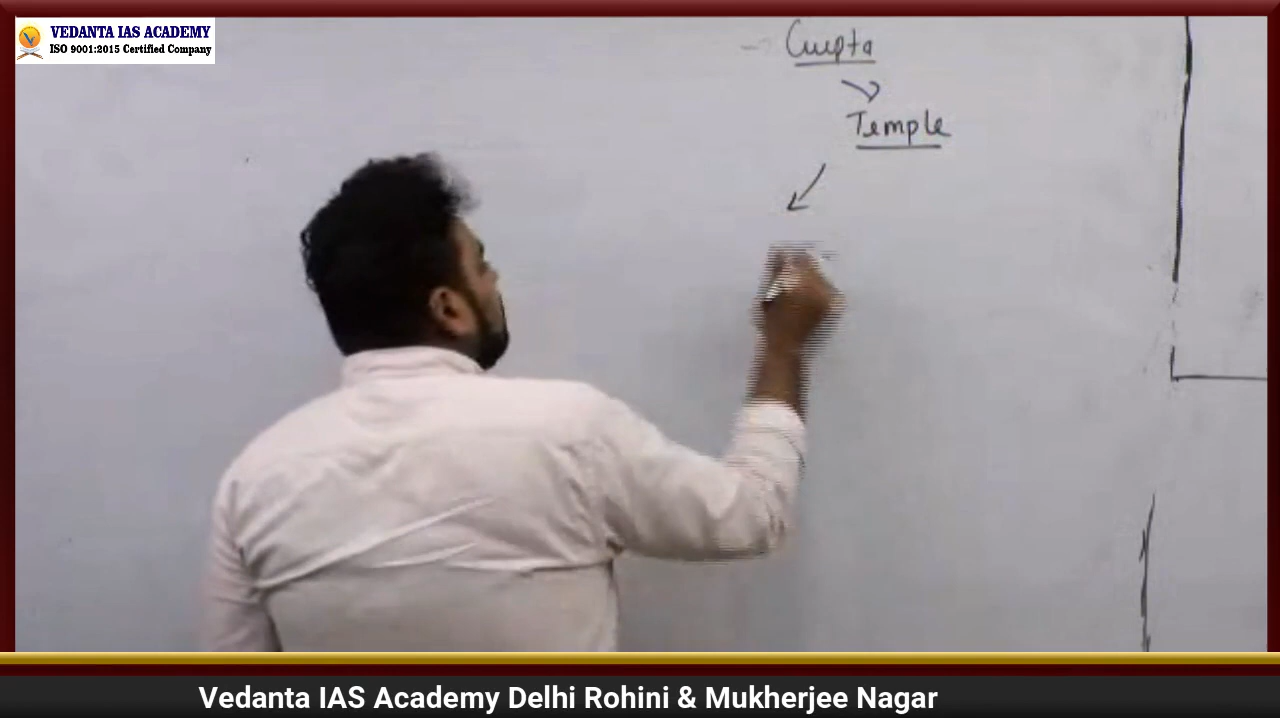 VEDANTA IAS ACADEMY
ISO 9001:2015 Certified Company
Gupta
Temple
Vedanta IAS Academy Delhi Rohini & Mukherjee Nagar